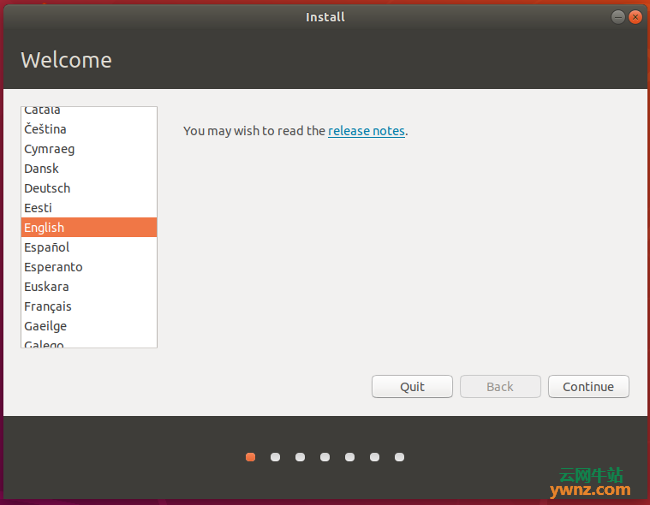 Install
Welcome
Català
Čeština
Cymraeg
Dansk
Deutsch
Eesti
English
Español
Esperanto
Euskara
Français
Gaeilge
Galego
You may wish to read the release notes.
Quit
Back
Continue
云网牛站
ywnz.com